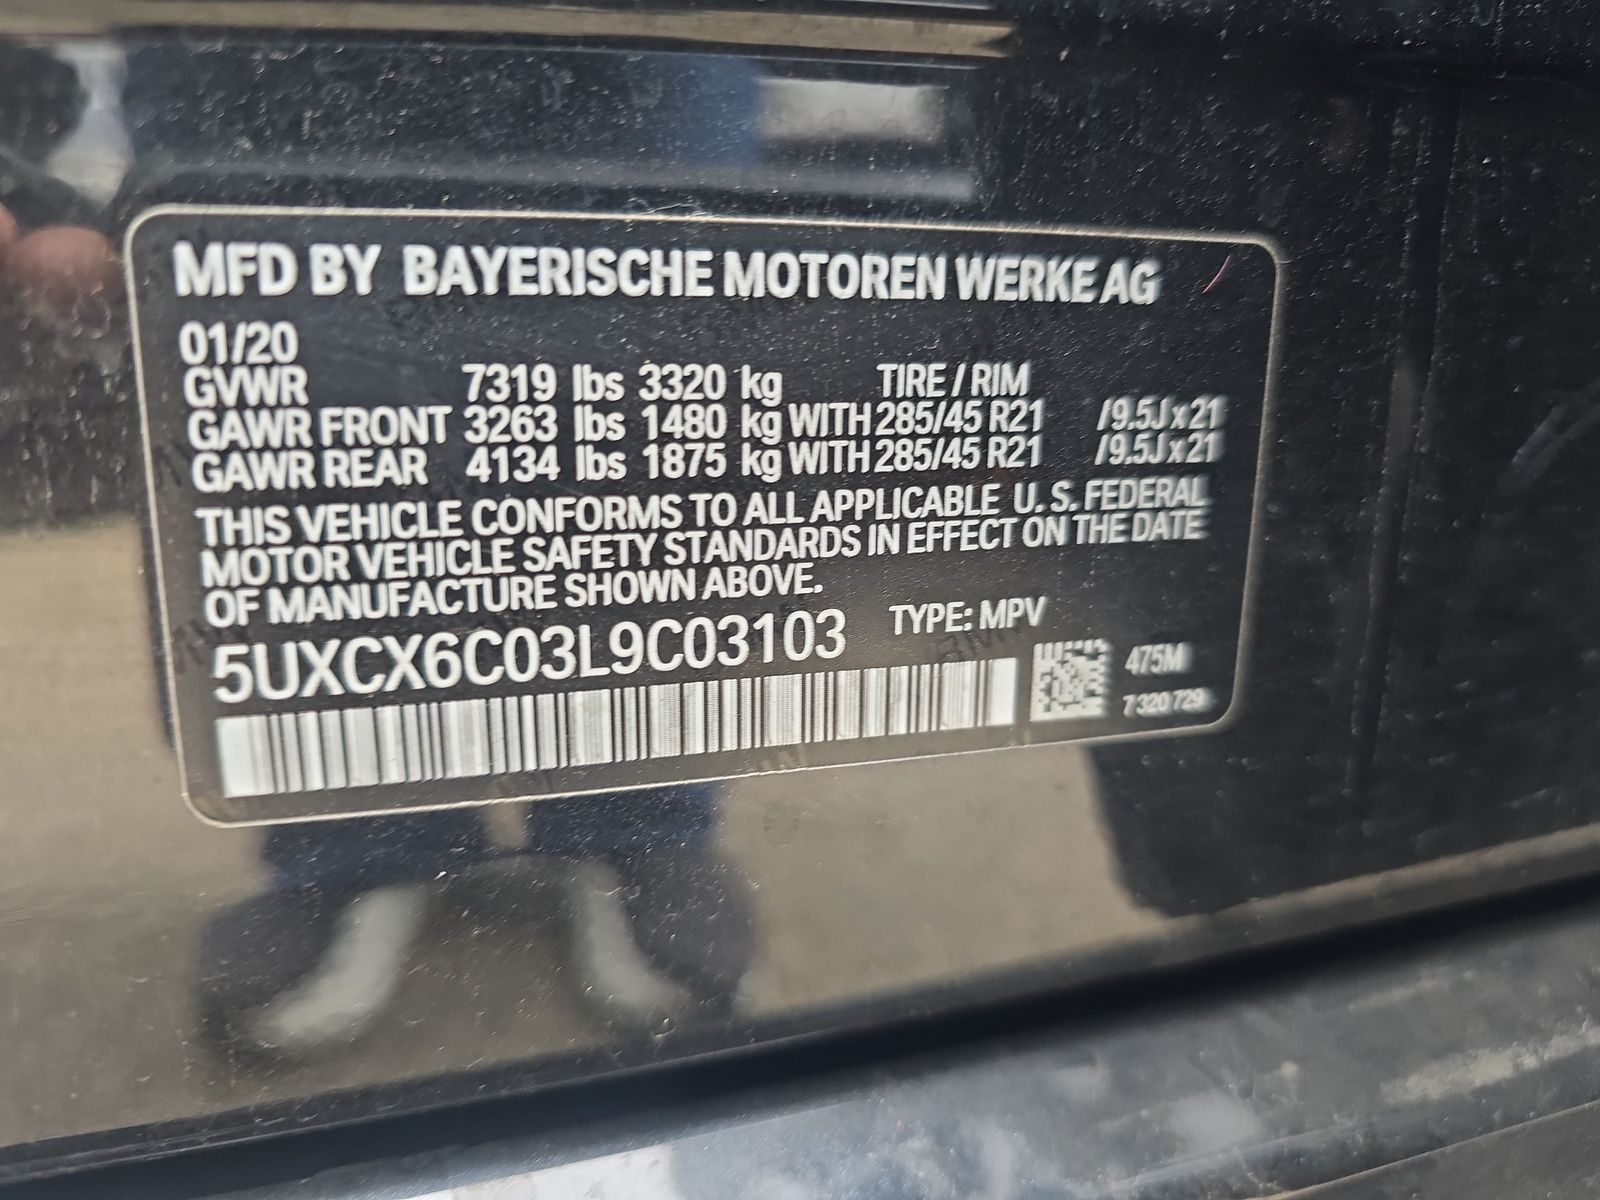 MFD BY BAYERISCHE MOTOREN WERKE AG
01/20
GVWR 7319 lbs 3320 kg TIRE / RIM
GAWR FRONT 3263 lbs 1480 kg WITH 285/45 R21 /9.5J x 21
GAWR REAR 4134 lbs 1875 kg WITH 285/45 R21 /9.5J x 21
THIS VEHICLE CONFORMS TO ALL APPLICABLE U. S. FEDERAL
MOTOR VEHICLE SAFETY STANDARDS IN EFFECT ON THE DATE
OF MANUFACTURE SHOWN ABOVE.
5UXCX6C03L9C03103 TYPE: MPV
475M
7 320 729